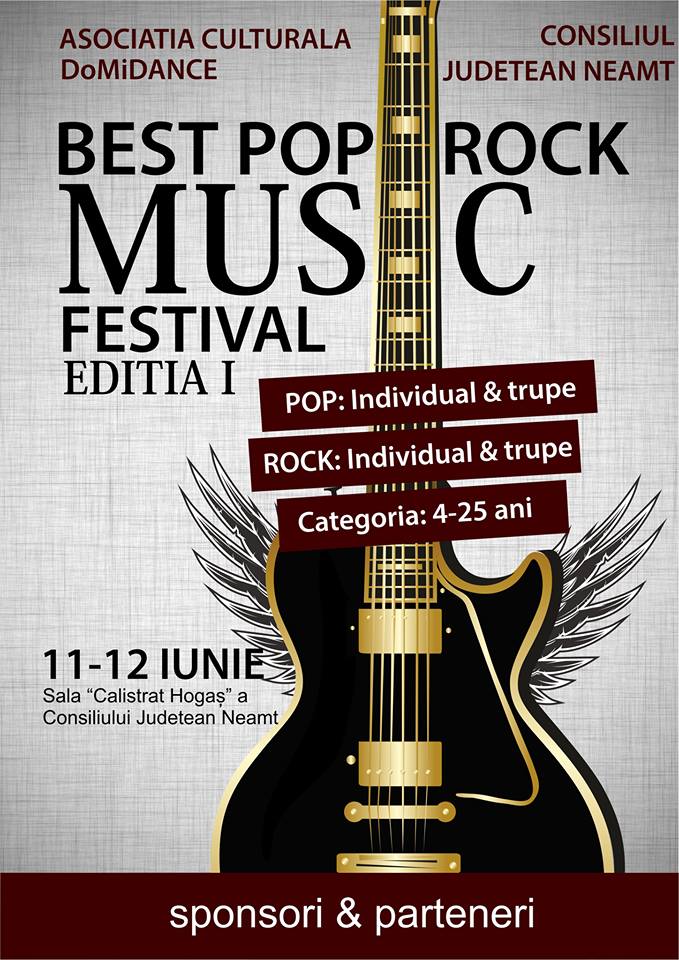 ASOCIATIA CULTURALA
DoMiDANCE
CONSILIUL
JUDETEAN NEAMT
BEST POP ROCK
MUSIC
FESTIVAL
EDITIA I
POP: Individual & trupe
ROCK: Individual & trupe
Categoria: 4-25 ani
11-12 IUNIE
Sala “Calistrat Hogaș” a
Consiliului Judetean Neamt
sponsori & parteneri